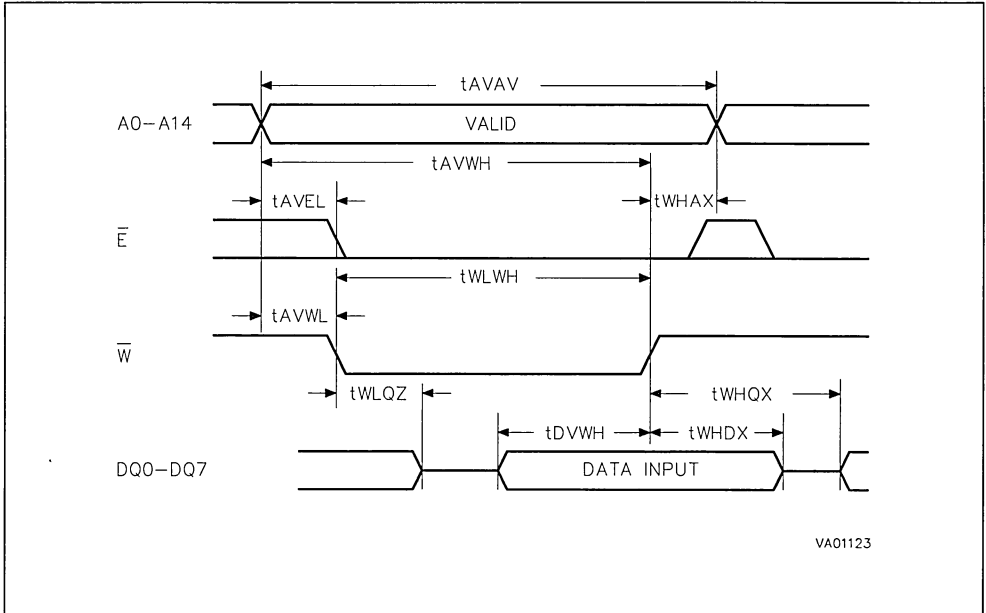 tAVAV
A0-A14
VALID
tAVWH
tAVEL
tWHAX
E̅
tWLWH
tAVWL
W̅
tWLQZ
tWHQX
tDVWH
tWHDX
DQ0-DQ7
DATA INPUT
VA01123